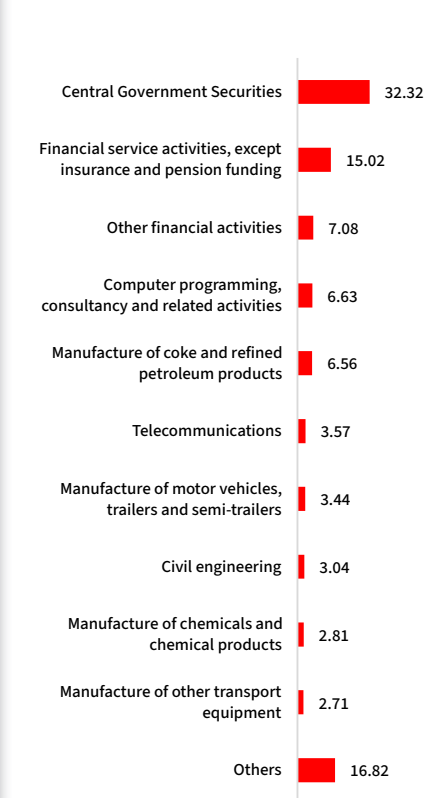 Central Government Securities 32.32
Financial service activities, except
insurance and pension funding 15.02
Other financial activities 7.08
Computer programming,
consultancy and related activities 6.63
Manufacture of coke and refined
petroleum products 6.56
Telecommunications 3.57
Manufacture of motor vehicles,
trailers and semi-trailers 3.44
Civil engineering 3.04
Manufacture of chemicals and
chemical products 2.81
Manufacture of other transport
equipment 2.71
Others 16.82